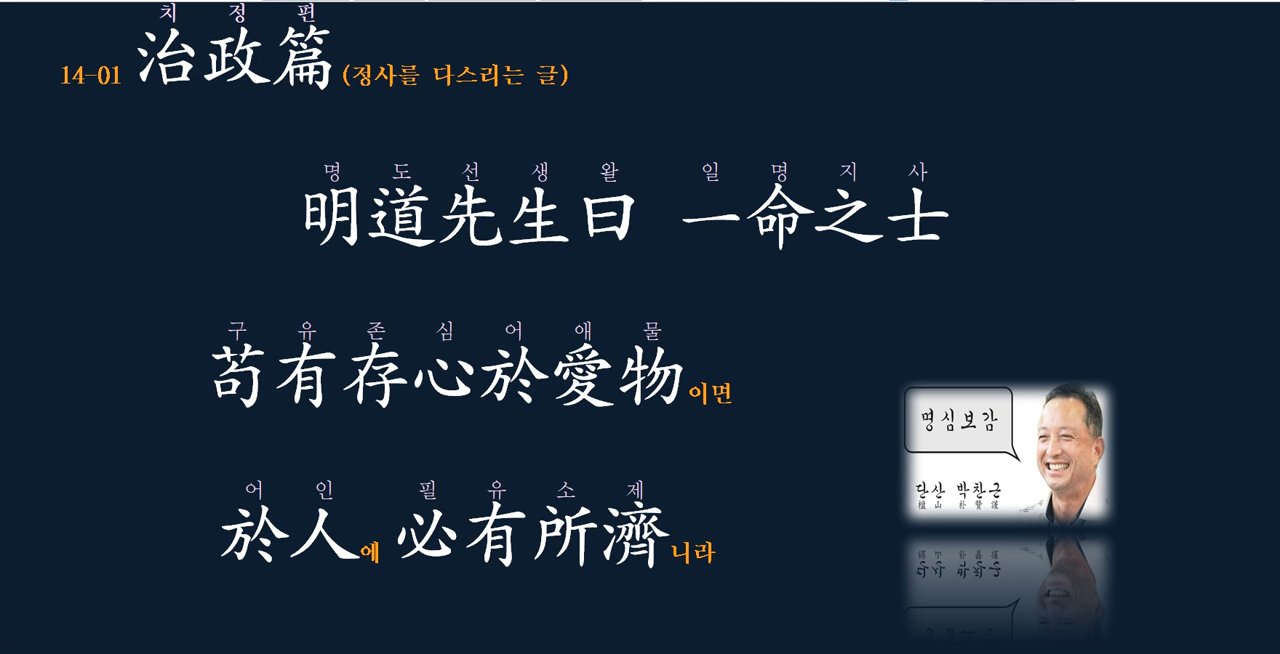 치 정 편
14-01 治政篇 (정사를 다스리는 글)
명 도 선 생 왈 일 명 지 사
明道先生曰 一命之士
구 유 존 심 어 애 물
苟有存心於愛物이면
어 인 필 유 소 제
於人에 必有所濟니라
명심보감
단산 박찬근
檀山 朴贊謹